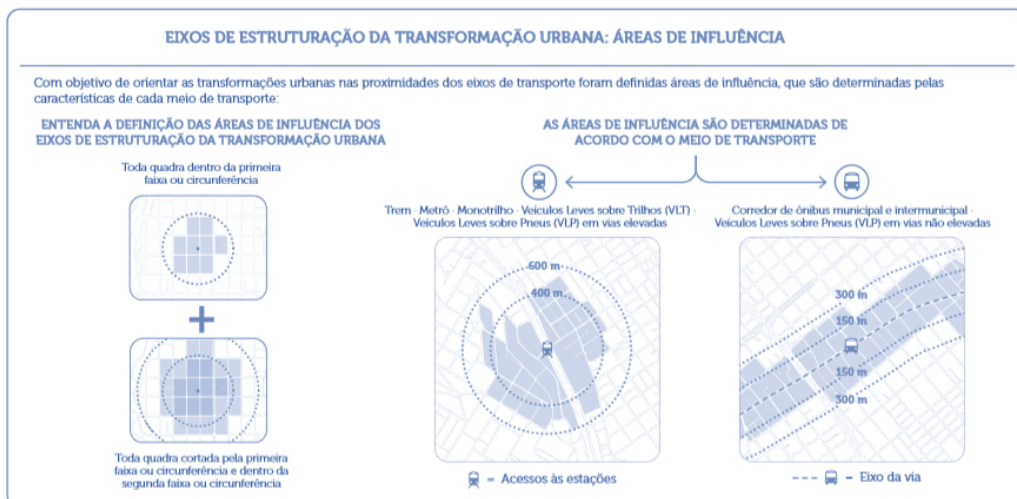 EIXOS DE ESTRUTURAÇÃO DA TRANSFORMAÇÃO URBANA: ÁREAS DE INFLUÊNCIA
Com objetivo de orientar as transformações urbanas nas proximidades dos eixos de transporte foram definidas áreas de influência, que são determinadas pelas
características de cada meio de transporte:
ENTENDA A DEFINIÇÃO DAS ÁREAS DE INFLUÊNCIA DOS
EIXOS DE ESTRUTURAÇÃO DA TRANSFORMAÇÃO URBANA
Toda quadra dentro da primeira
faixa ou circunferência
+
Toda quadra cortada pela primeira
faixa ou circunferência e dentro da
segunda faixa ou circunferência
AS ÁREAS DE INFLUÊNCIA SÃO DETERMINADAS DE
ACORDO COM O MEIO DE TRANSPORTE
Trem · Metrô · Monotrilho · Veículos Leves sobre Trilhos (VLT) ·
Veículos Leves sobre Pneus (VLP) em vias elevadas
600 m
400 m
= Acessos às estações
Corredor de ônibus municipal e intermunicipal ·
Veículos Leves sobre Pneus (VLP) em vias não elevadas
300 m
150 m
150 m
300 m
= Eixo da via